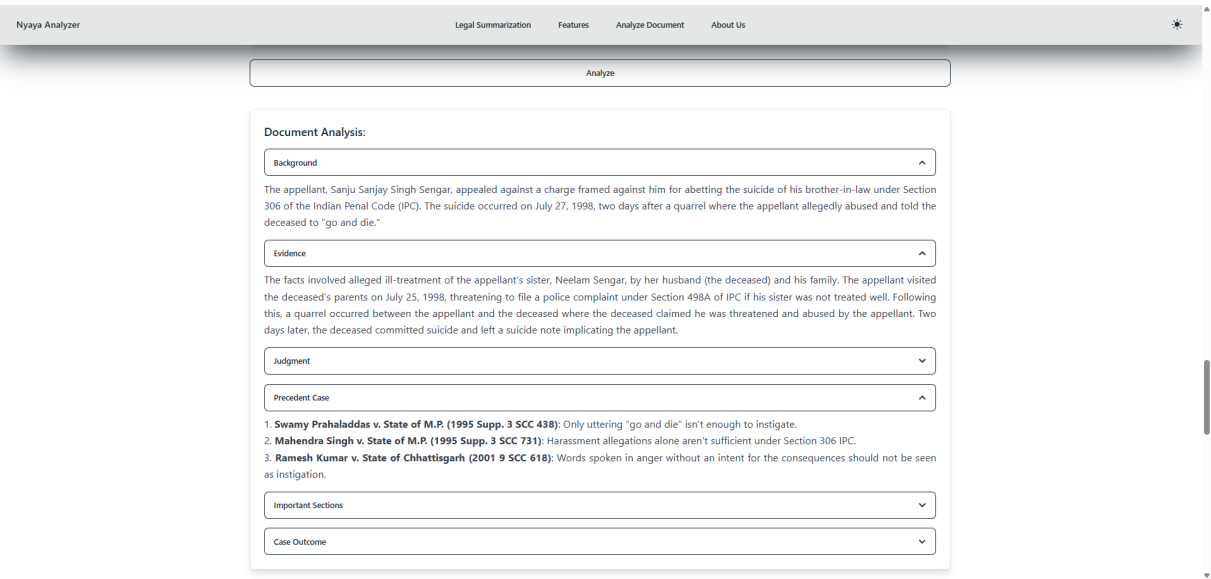 Nyaya Analyzer
Legal Summarization
Features
Analyze Document
About Us
Analyze
Document Analysis:
Background
The appellant, Sanju Sanjay Singh Sengar, appealed against a charge framed against him for abetting the suicide of his brother-in-law under Section
306 of the Indian Penal Code (IPC). The suicide occurred on July 27, 1998, two days after a quarrel where the appellant allegedly abused and told the
deceased to "go and die."
Evidence
The facts involved alleged ill-treatment of the appellant's sister, Neelam Sengar, by her husband (the deceased) and his family. The appellant visited
the deceased's parents on July 25, 1998, threatening to file a police complaint under Section 498A of IPC if his sister was not treated well. Following
this, a quarrel occurred between the appellant and the deceased where the deceased claimed he was threatened and abused by the appellant. Two
days later, the deceased committed suicide and left a suicide note implicating the appellant.
Judgment
Precedent Case
1. Swamy Prahaladdas v. State of M.P. (1995 Supp. 3 SCC 438): Only uttering "go and die" isn't enough to instigate.
2. Mahendra Singh v. State of M.P. (1995 Supp. 3 SCC 731): Harassment allegations alone aren't sufficient under Section 306 IPC.
3. Ramesh Kumar v. State of Chhattisgarh (2001 9 SCC 618): Words spoken in anger without an intent for the consequences should not be seen
as instigation.
Important Sections
Case Outcome